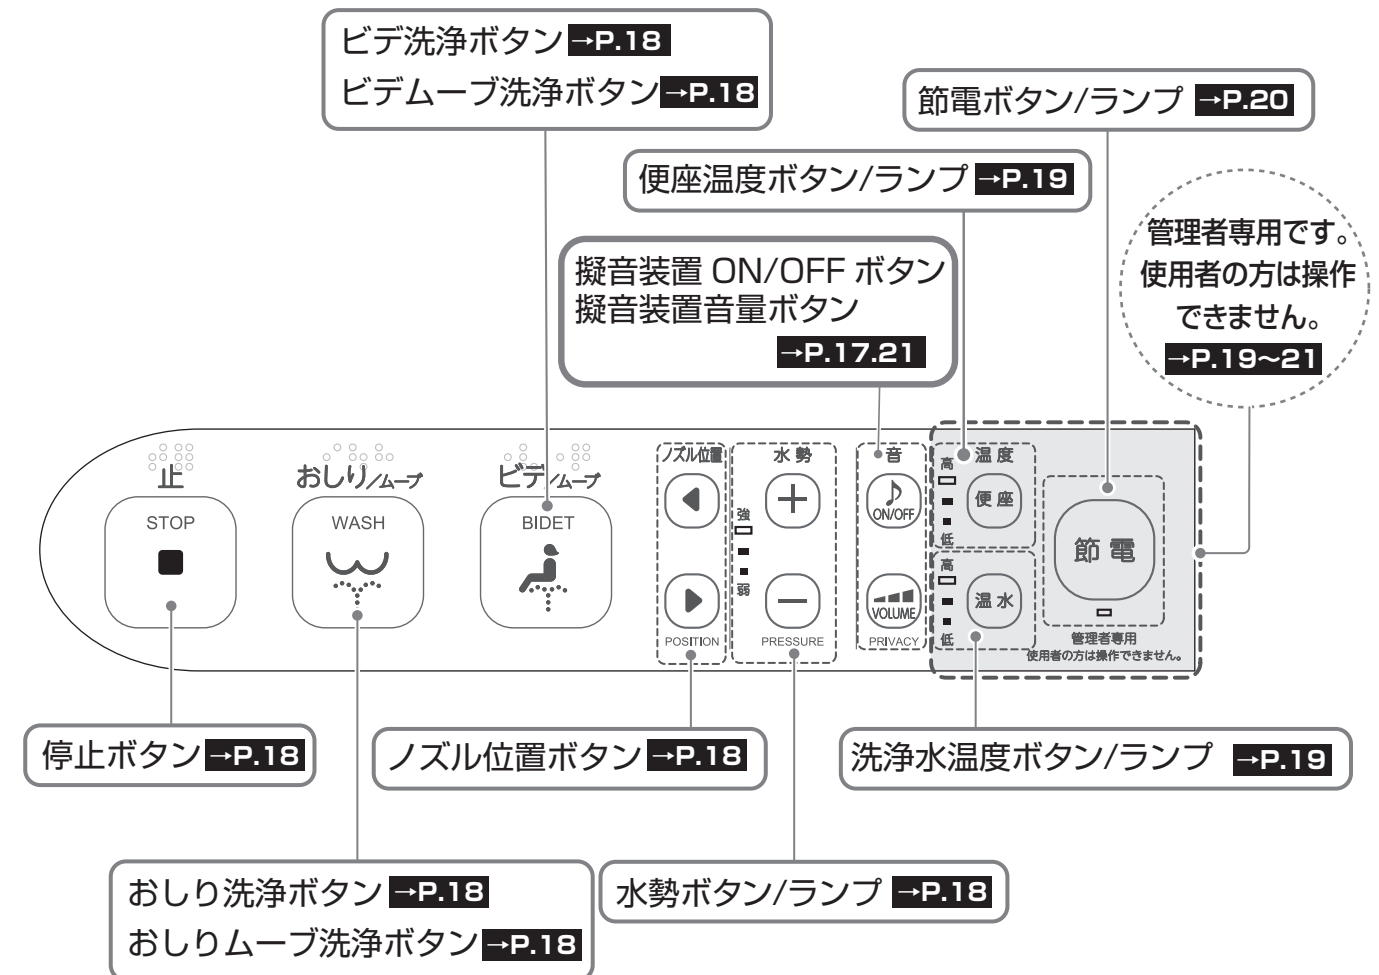 ビデ洗浄ボタン→P.18
ビデムーブ洗浄ボタン→P.18
節電ボタン/ランプ →P.20
便座温度ボタン/ランプ→P.19
擬音装置 ON/OFF ボタン
擬音装置音量ボタン
→P.17.21
管理者専用です。
使用者の方は操作
できません。
→P.19~21
止
STOP
おしり/ムーブ
WASH
ビデ/ムーブ
BIDET
ノズル位置
POSITION
水勢
強
弱
PRESSURE
音
ON/OFF
VOLUME
PRIVACY
温度
高
低
便座
高
低
温水
節電
管理者専用
使用者の方は操作できません。
停止ボタン→P.18
ノズル位置ボタン→P.18
洗浄水温度ボタン/ランプ →P.19
おしり洗浄ボタン→P.18
おしりムーブ洗浄ボタン→P.18
水勢ボタン/ランプ→P.18